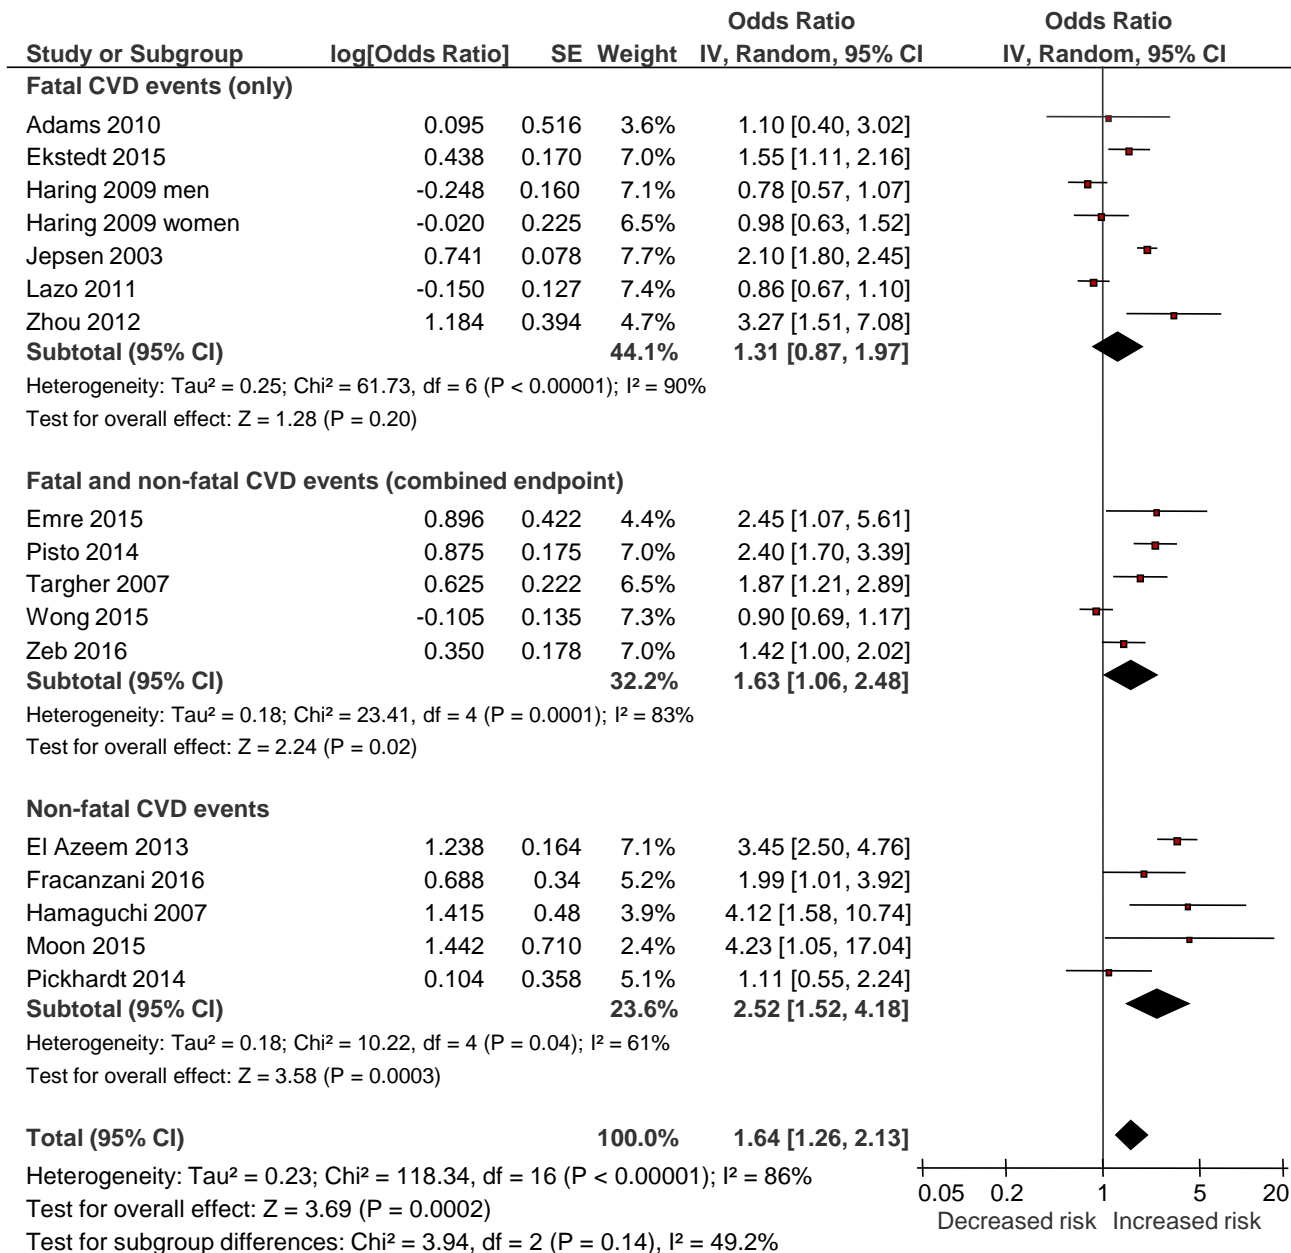 Odds Ratio Odds Ratio
Study or Subgroup log[Odds Ratio] SE Weight IV, Random, 95% CI IV, Random, 95% CI
Fatal CVD events (only)
Adams 2010 0.095 0.516 3.6% 1.10 [0.40, 3.02]
Ekstedt 2015 0.438 0.170 7.0% 1.55 [1.11, 2.16]
Haring 2009 men -0.248 0.160 7.1% 0.78 [0.57, 1.07]
Haring 2009 women -0.020 0.225 6.5% 0.98 [0.63, 1.52]
Jepsen 2003 0.741 0.078 7.7% 2.10 [1.80, 2.45]
Lazo 2011 -0.150 0.127 7.4% 0.86 [0.67, 1.10]
Zhou 2012 1.184 0.394 4.7% 3.27 [1.51, 7.08]
Subtotal (95% CI) 44.1% 1.31 [0.87, 1.97]
Heterogeneity: Tau² = 0.25; Chi² = 61.73, df = 6 (P < 0.00001); I² = 90%
Test for overall effect: Z = 1.28 (P = 0.20)
Fatal and non-fatal CVD events (combined endpoint)
Emre 2015 0.896 0.422 4.4% 2.45 [1.07, 5.61]
Pisto 2014 0.875 0.175 7.0% 2.40 [1.70, 3.39]
Targher 2007 0.625 0.222 6.5% 1.87 [1.21, 2.89]
Wong 2015 -0.105 0.135 7.3% 0.90 [0.69, 1.17]
Zeb 2016 0.350 0.178 7.0% 1.42 [1.00, 2.02]
Subtotal (95% CI) 32.2% 1.63 [1.06, 2.48]
Heterogeneity: Tau² = 0.18; Chi² = 23.41, df = 4 (P = 0.0001); I² = 83%
Test for overall effect: Z = 2.24 (P = 0.02)
Non-fatal CVD events
El Azeem 2013 1.238 0.164 7.1% 3.45 [2.50, 4.76]
Fracanzani 2016 0.688 0.34 5.2% 1.99 [1.01, 3.92]
Hamaguchi 2007 1.415 0.48 3.9% 4.12 [1.58, 10.74]
Moon 2015 1.442 0.710 2.4% 4.23 [1.05, 17.04]
Pickhardt 2014 0.104 0.358 5.1% 1.11 [0.55, 2.24]
Subtotal (95% CI) 23.6% 2.52 [1.52, 4.18]
Heterogeneity: Tau² = 0.18; Chi² = 10.22, df = 4 (P = 0.04); I² = 61%
Test for overall effect: Z = 3.58 (P = 0.0003)
Total (95% CI) 100.0% 1.64 [1.26, 2.13]
Heterogeneity: Tau² = 0.23; Chi² = 118.34, df = 16 (P < 0.00001); I² = 86%
Test for overall effect: Z = 3.69 (P = 0.0002)
Test for subgroup differences: Chi² = 3.94, df = 2 (P = 0.14), I² = 49.2%
0.05 0.2 1 5 20
Decreased risk Increased risk